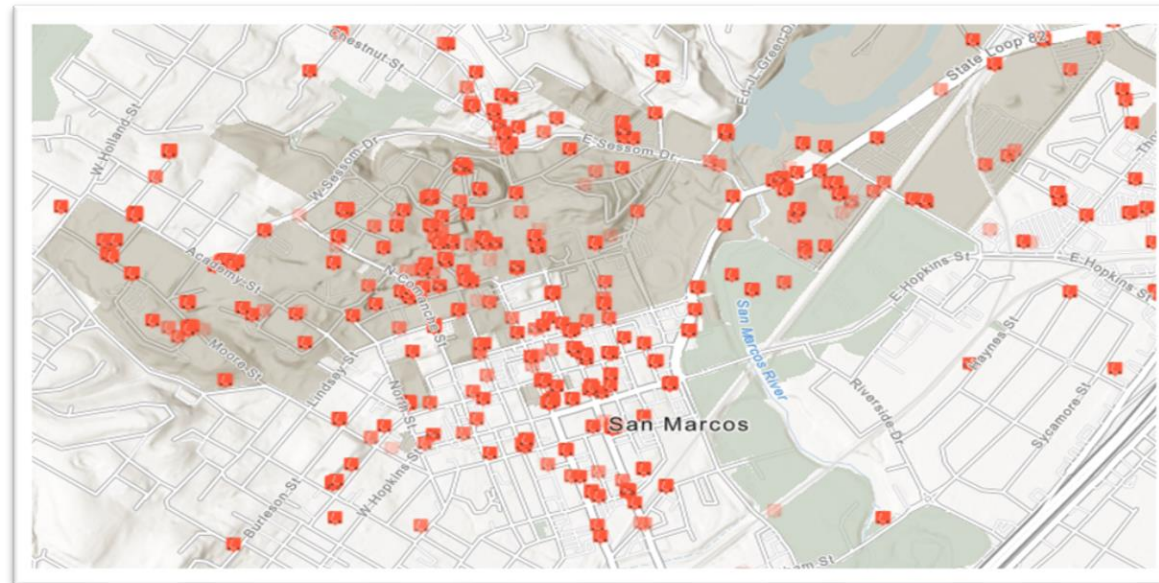 Chestnut St
State Loop 82
W Holland St
W Sessom Dr
E Sessom Dr
Academy St
N Comanche St
E Hopkins St
E Hopkins St
San Marcos River
Moore St
Lindsey St
North St
Haynes St
Riverside Dr
Sycamore St
San Marcos
W Hopkins St
Burleson St